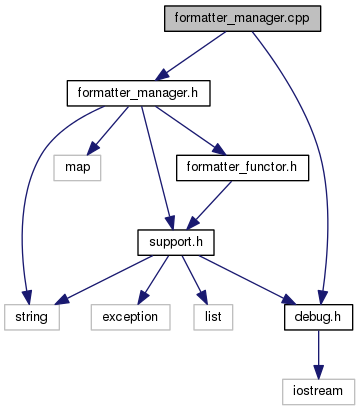 formatter_manager.cpp
formatter_manager.h
map
formatter_functor.h
support.h
string
exception
list
debug.h
iostream